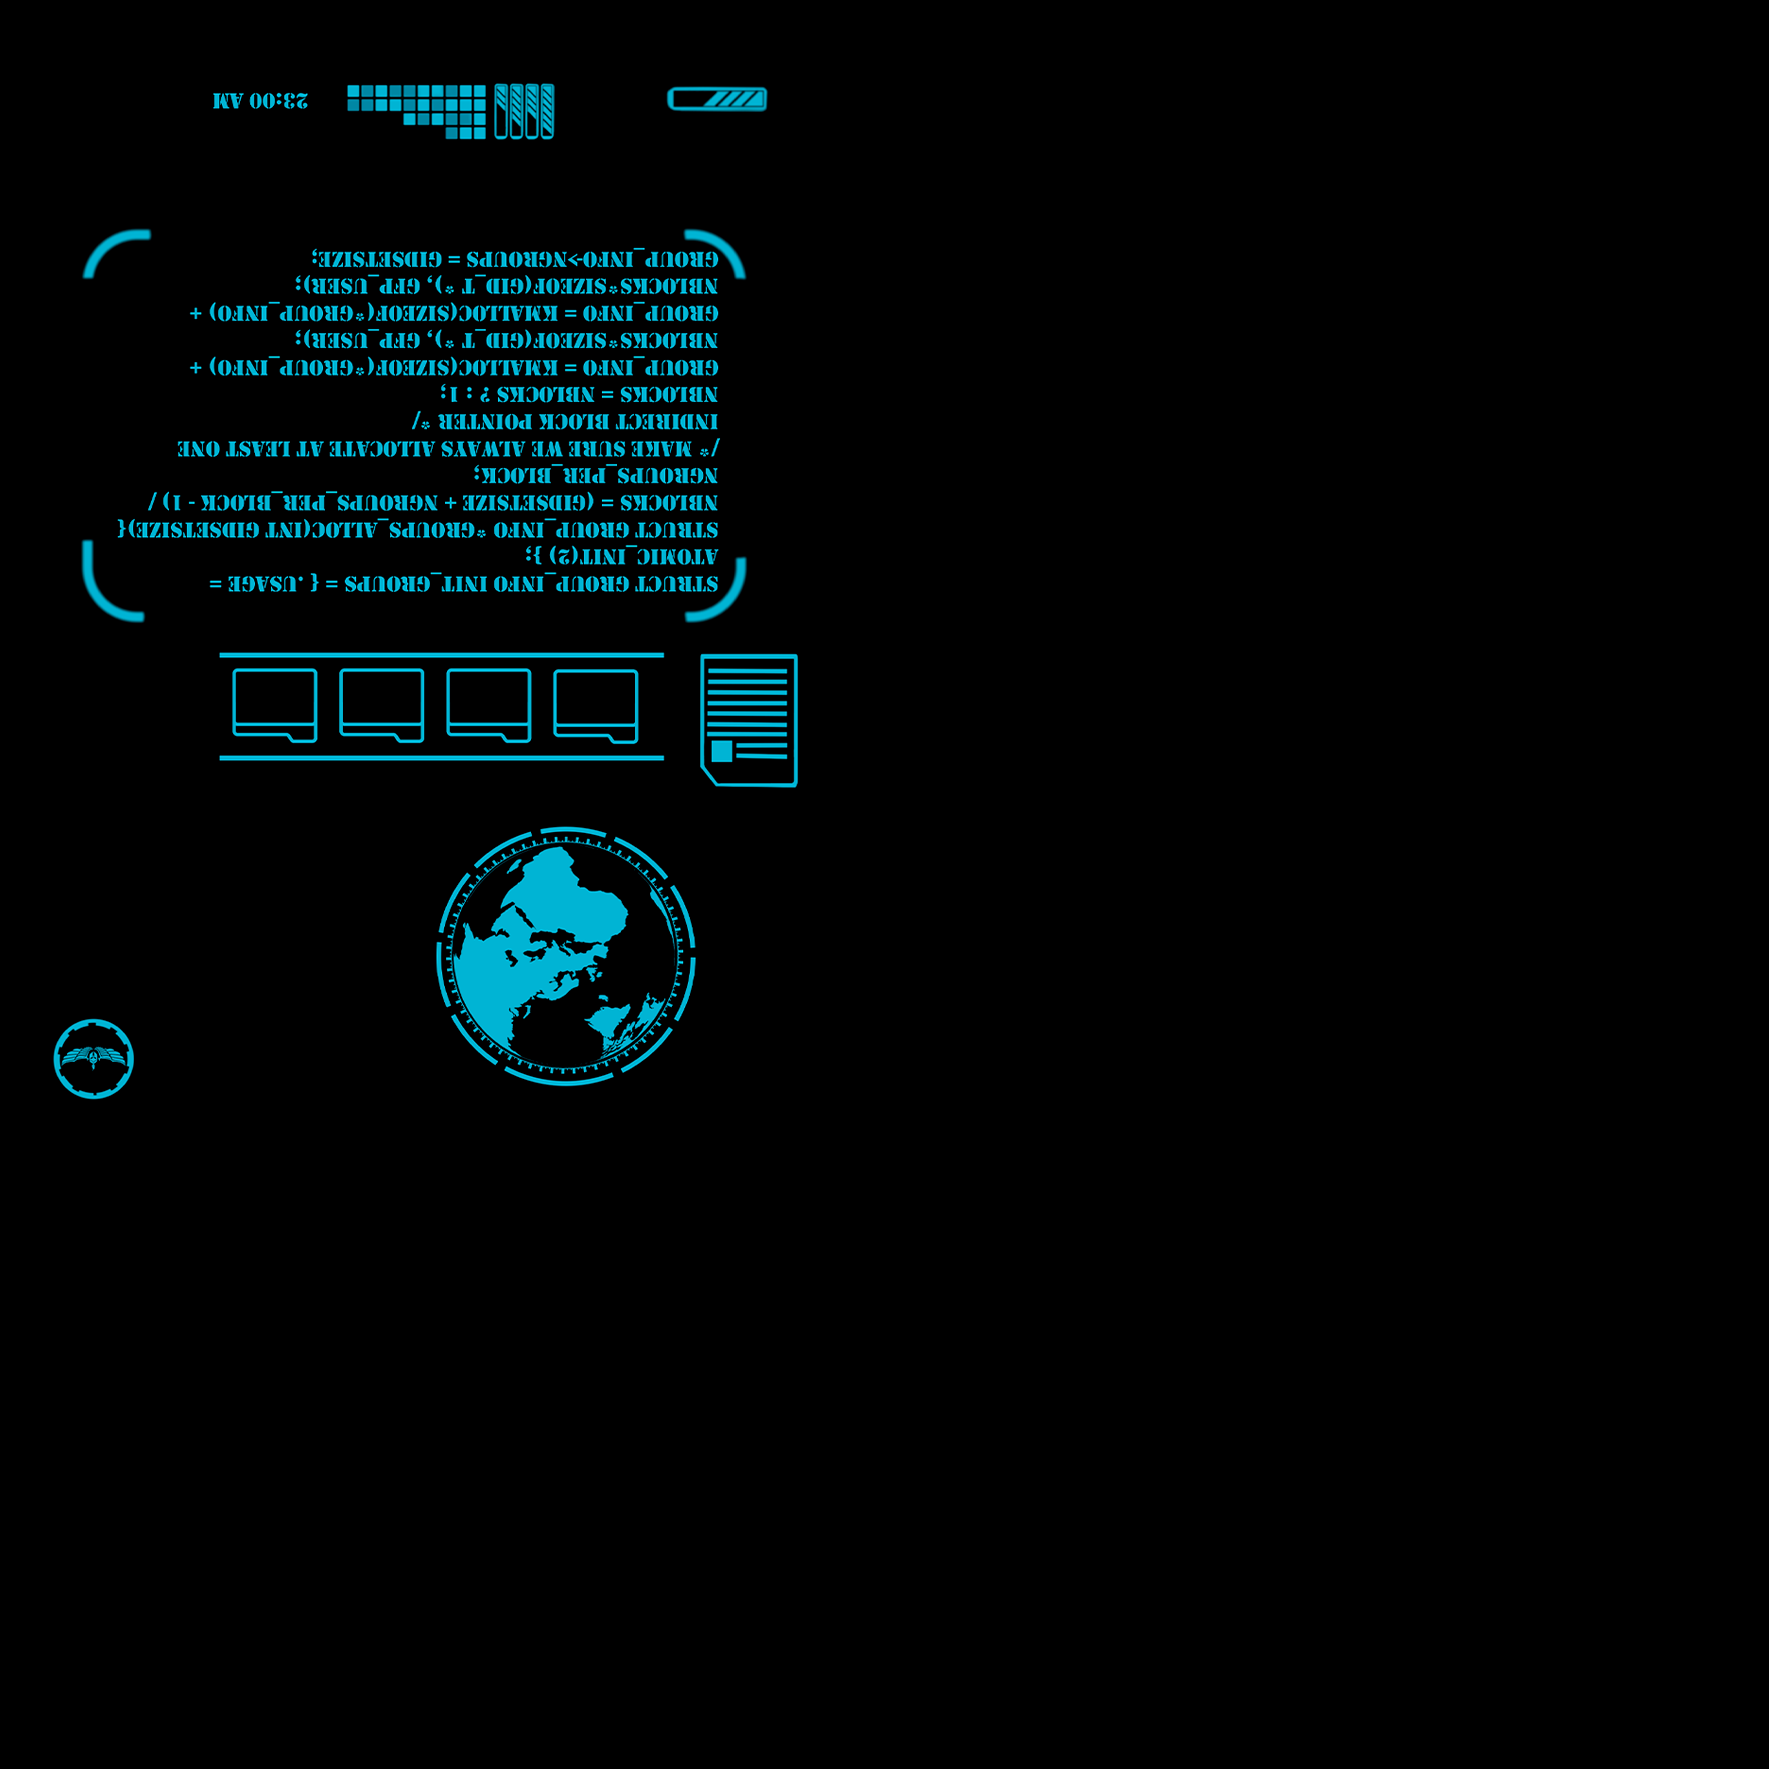 STRUCT GROUP_INFO INIT_GROUPS = { .USAGE =
ATOMIC_INIT(2) };
STRUCT GROUP_INFO *GROUPS_ALLOC(INT GIDSETSIZE){
NBLOCKS = (GIDSETSIZE + NGROUPS_PER_BLOCK - 1) /
NGROUPS_PER_BLOCK;
/* MAKE SURE WE ALWAYS ALLOCATE AT LEAST ONE
INDIRECT BLOCK POINTER */
NBLOCKS = NBLOCKS ? : 1;
GROUP_INFO = KMALLOC(SIZEOF(*GROUP_INFO) +
NBLOCKS*SIZEOF(GID_T *), GFP_USER);
GROUP_INFO = KMALLOC(SIZEOF(*GROUP_INFO) +
NBLOCKS*SIZEOF(GID_T *), GFP_USER);
GROUP_INFO->NGROUPS = GIDSETSIZE;
23:00 AM